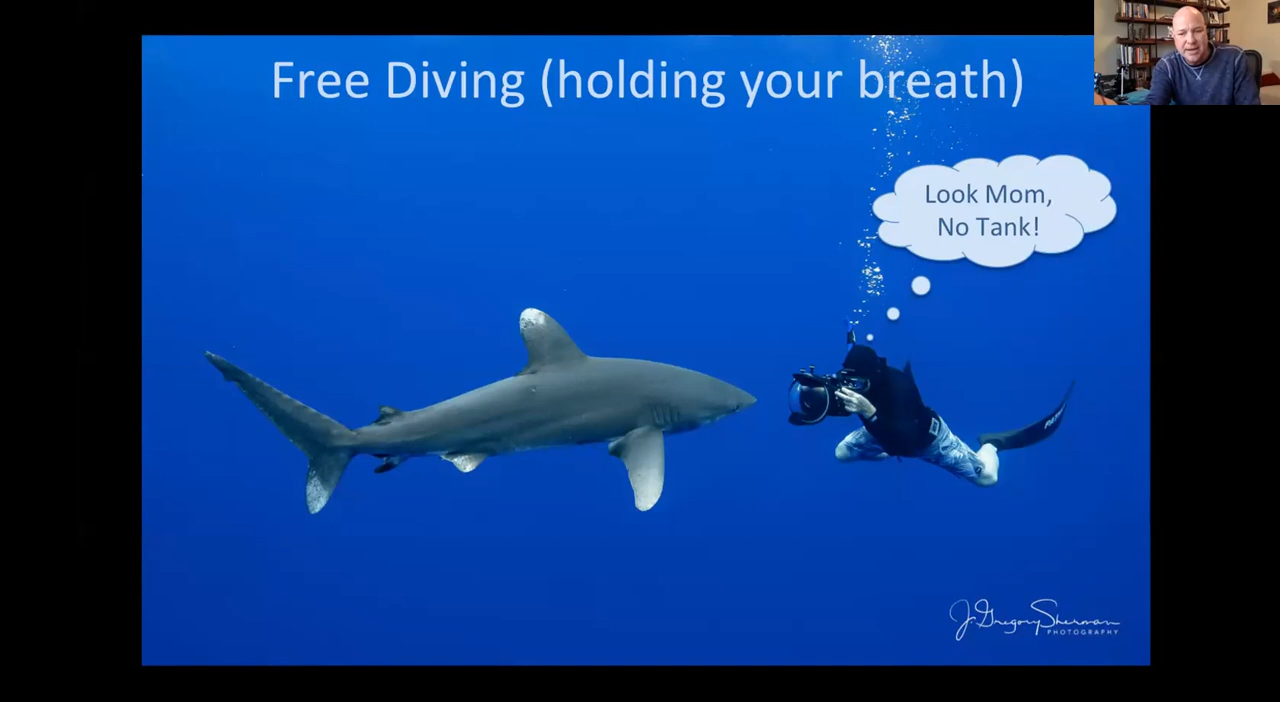 Free Diving (holding your breath)
Look Mom,
No Tank!
J. Gregory Sherman
PHOTOGRAPHY